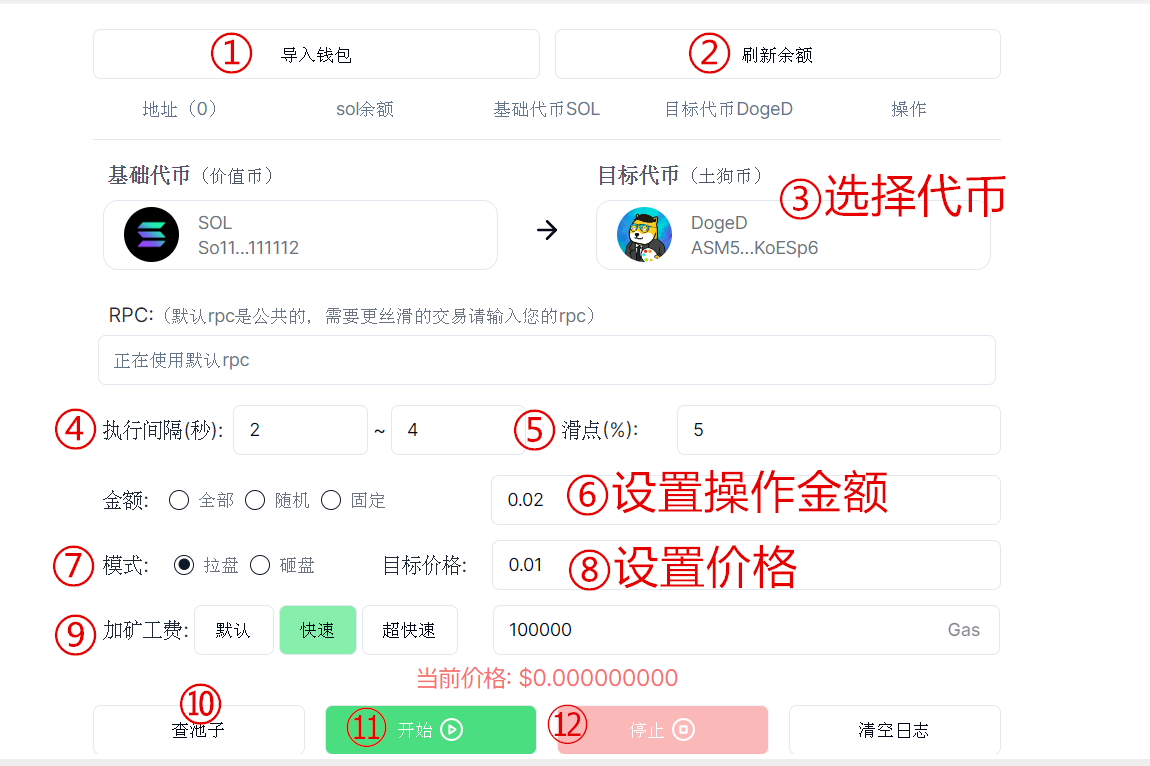 ① 导入钱包 ② 刷新余额
地址（0） sol余额 基础代币SOL 目标代币DogeD 操作
基础代币（价值币） 目标代币（土狗币）
③选择代币
SOL DogeD
So11...111112 ASM5...KoESp6
RPC:（默认rpc是公共的，需要更丝滑的交易请输入您的rpc）
正在使用默认rpc
④ 执行间隔(秒): 2 ~ 4 ⑤ 滑点(%): 5
金额: 全部 随机 固定 0.02 ⑥设置操作金额
⑦ 模式: 拉盘 砸盘 目标价格: 0.01 ⑧设置价格
⑨ 加矿工费: 默认 快速 超快速 100000 Gas
当前价格: $0.000000000
⑩ 查池子 ⑪ 开始 ⑫ 停止 清空日志